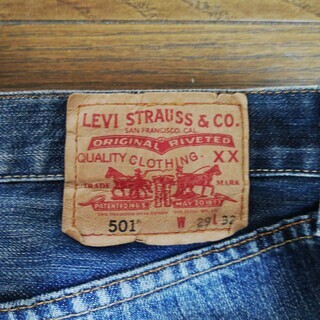 LEVI STRAUSS & CO.
SAN FRANCISCO, CAL.
ORIGINAL RIVETED
QUALITY CLOTHING. XX
TRADE MARK
PATENTED IN U.S. MAY 20 1873
501® W 29 L 32